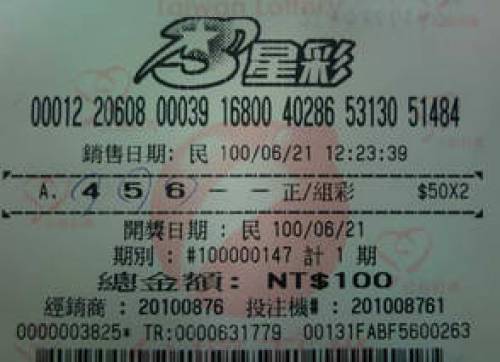 Taiwan Lottery
3星彩
00012 20608 00039 16800 40286 53130 51484
銷售日期: 民 100/06/21 12:23:39
A. 4 5 6 - - 正/組彩 $50X2
開獎日期 : 民 100/06/21
期別 : #100000147 計 1 期
總金額: NT$100
經銷商 : 20100876 投注機# : 201008761
0000003825* TR:0000631779 00131FABF5600263